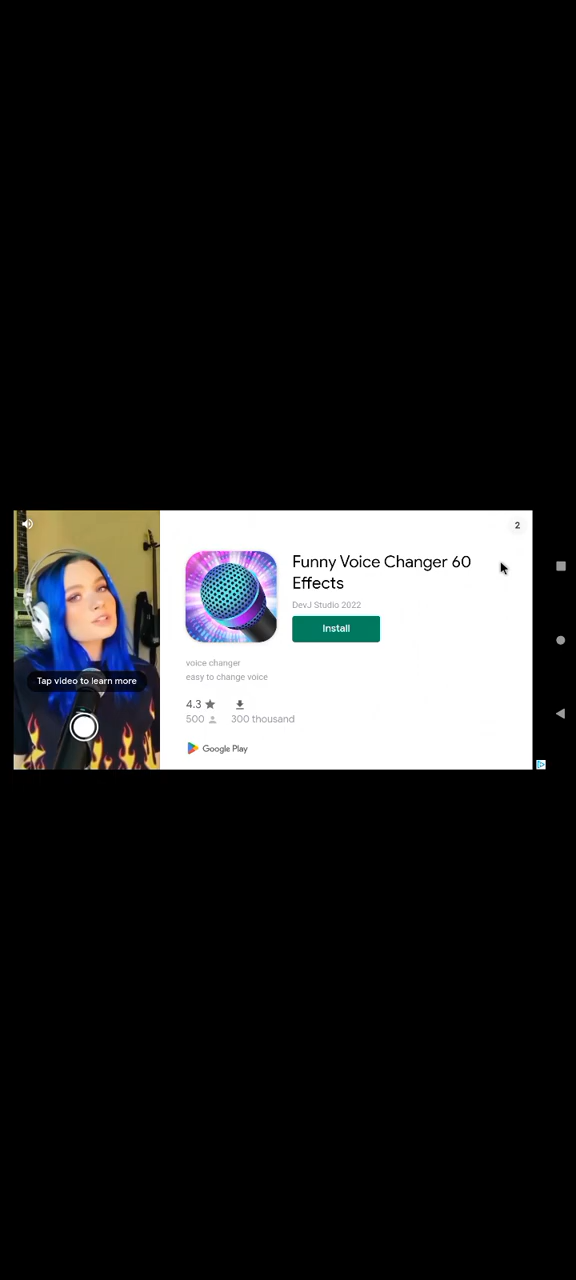 2
Funny Voice Changer 60
Effects
DevJ Studio 2022
Install
voice changer
easy to change voice
Tap video to learn more
4.3
500
300 thousand
Google Play